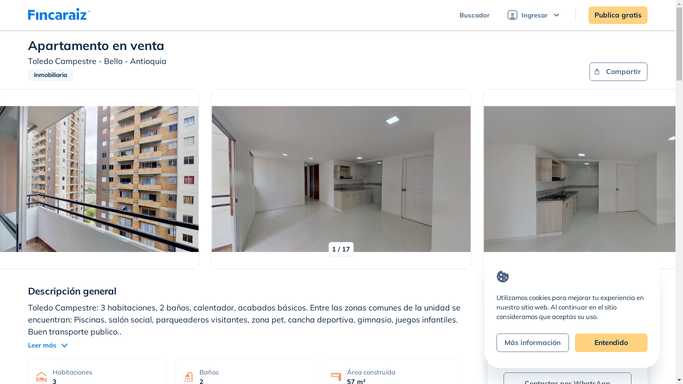 Fincaraiz
Buscador
Ingresar
Publica gratis
Apartamento en venta
Toledo Campestre - Bello - Antioquia
Inmobiliaria
Compartir
1 / 17
Descripción general
Toledo Campestre: 3 habitaciones, 2 baños, calentador, acabados básicos. Entre las zonas comunes de la unidad se
encuentran: Piscinas, salón social, parqueaderos visitantes, zona pet, cancha deportiva, gimnasio, juegos infantiles.
Buen transporte publico..
Leer más
Habitaciones
3
Baños
2
Área construida
57 m²
Utilizamos cookies para mejorar tu experiencia en
nuestro sitio web. Al continuar en el sitio
consideramos que aceptas su uso.
Más información
Entendido
Contactar por WhatsApp